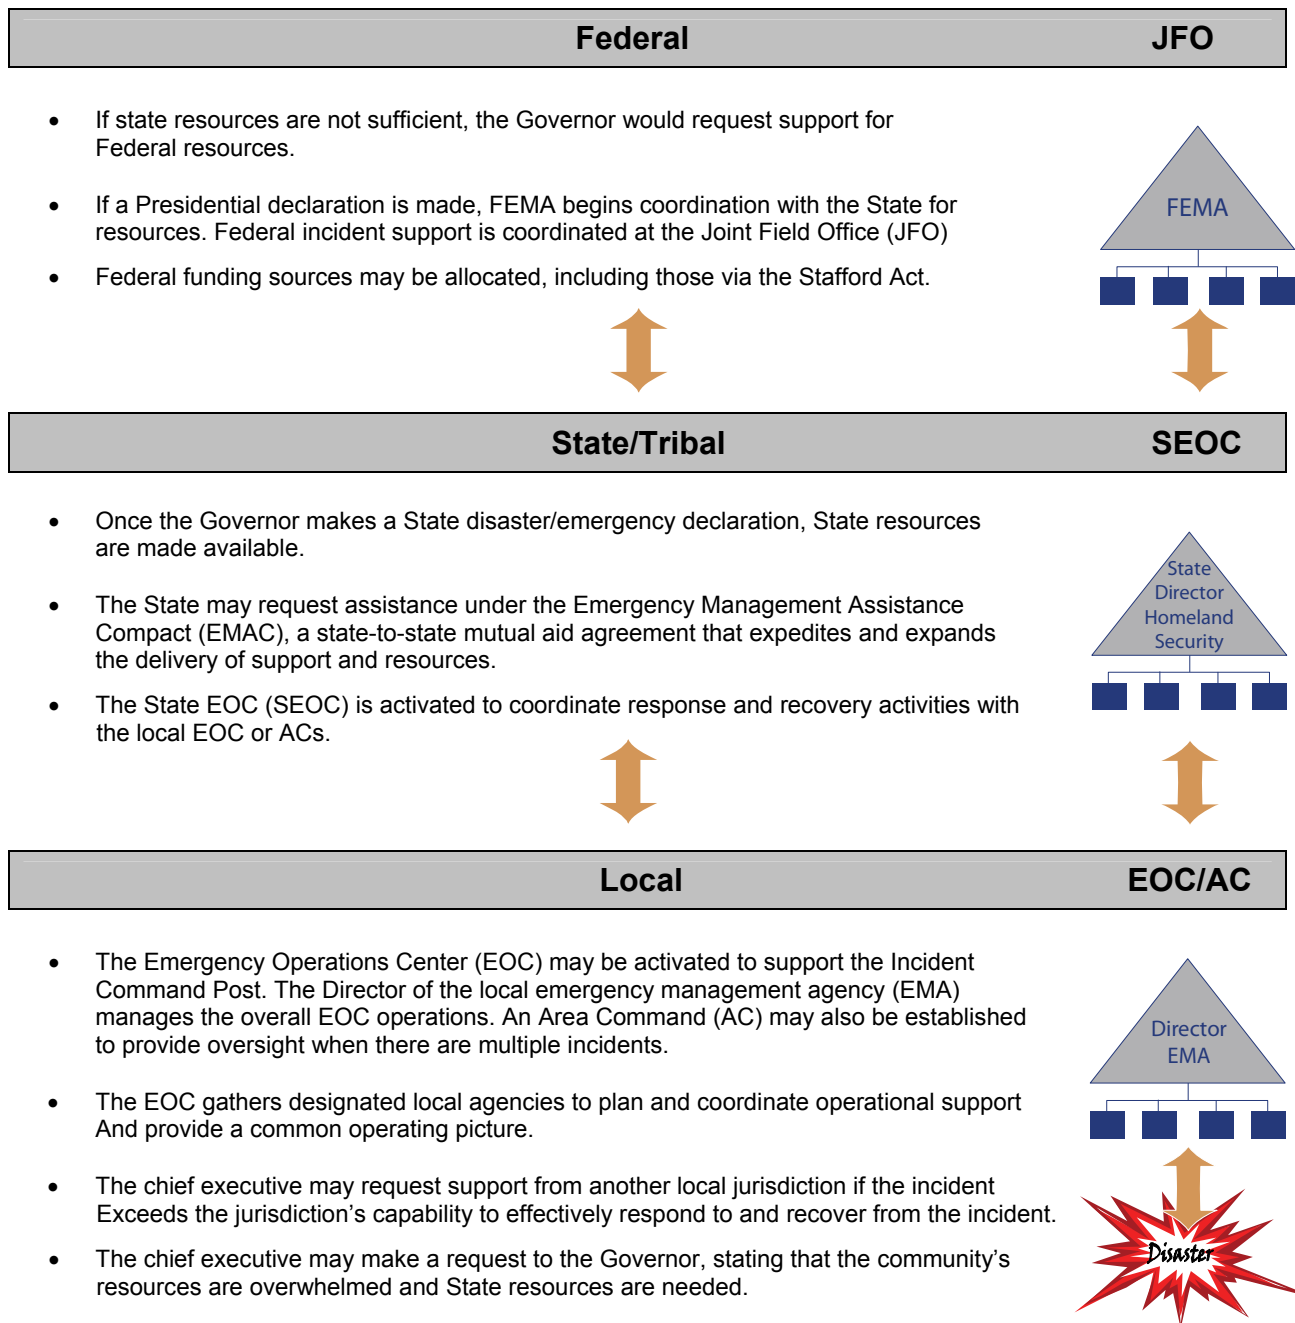 Federal JFO
• If state resources are not sufficient, the Governor would request support for
Federal resources.
• If a Presidential declaration is made, FEMA begins coordination with the State for
resources. Federal incident support is coordinated at the Joint Field Office (JFO)
• Federal funding sources may be allocated, including those via the Stafford Act.
FEMA
State/Tribal SEOC
• Once the Governor makes a State disaster/emergency declaration, State resources
are made available.
• The State may request assistance under the Emergency Management Assistance
Compact (EMAC), a state-to-state mutual aid agreement that expedites and expands
the delivery of support and resources.
• The State EOC (SEOC) is activated to coordinate response and recovery activities with
the local EOC or ACs.
State
Director
Homeland
Security
Local EOC/AC
• The Emergency Operations Center (EOC) may be activated to support the Incident
Command Post. The Director of the local emergency management agency (EMA)
manages the overall EOC operations. An Area Command (AC) may also be established
to provide oversight when there are multiple incidents.
• The EOC gathers designated local agencies to plan and coordinate operational support
And provide a common operating picture.
• The chief executive may request support from another local jurisdiction if the incident
Exceeds the jurisdiction’s capability to effectively respond to and recover from the incident.
• The chief executive may make a request to the Governor, stating that the community’s
resources are overwhelmed and State resources are needed.
Director
EMA
Disaster